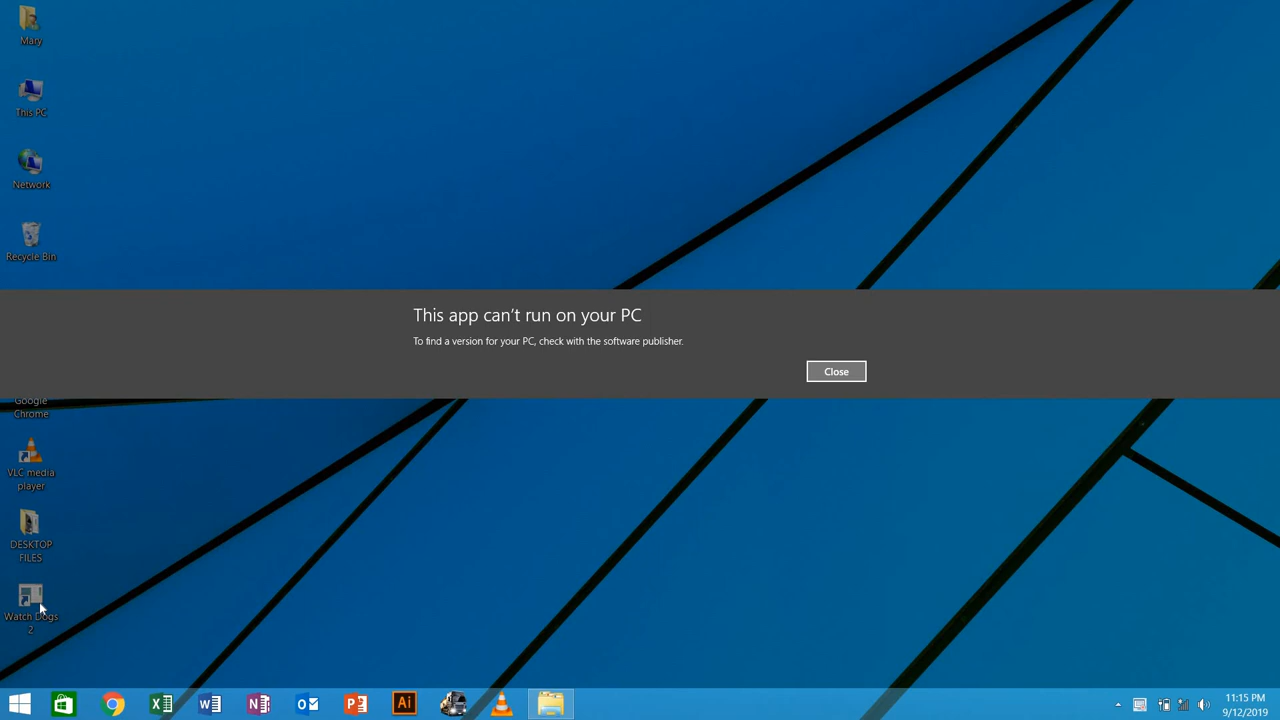 Mary
This PC
Network
Recycle Bin
This app can't run on your PC
To find a version for your PC, check with the software publisher.
Close
Google
Chrome
VLC media
player
DESKTOP
FILES
Watch Dogs
2
Ai
11:15 PM
9/12/2019